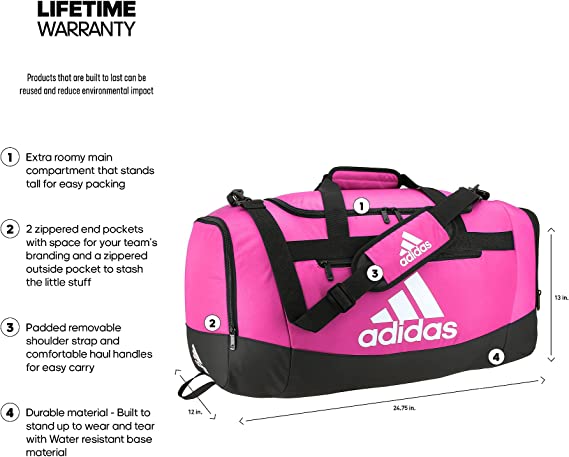 LIFETIME
WARRANTY
Products that are built to last can be
reused and reduce environmental impact
1 Extra roomy main
compartment that stands
tall for easy packing
2 2 zippered end pockets
with space for your team's
branding and a zippered
outside pocket to stash
the little stuff
3 Padded removable
shoulder strap and
comfortable haul handles
for easy carry
4 Durable material - Built to
stand up to wear and tear
with Water resistant base
material
1
adidas
3
adidas
2
4
13 in.
24.75 in.
12 in.